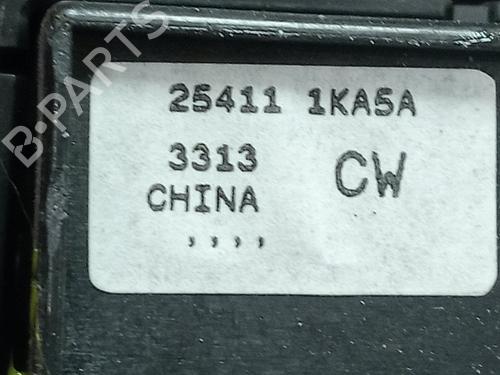 25411 1KA5A
3313 CW
CHINA
,,,,
B-PARTS